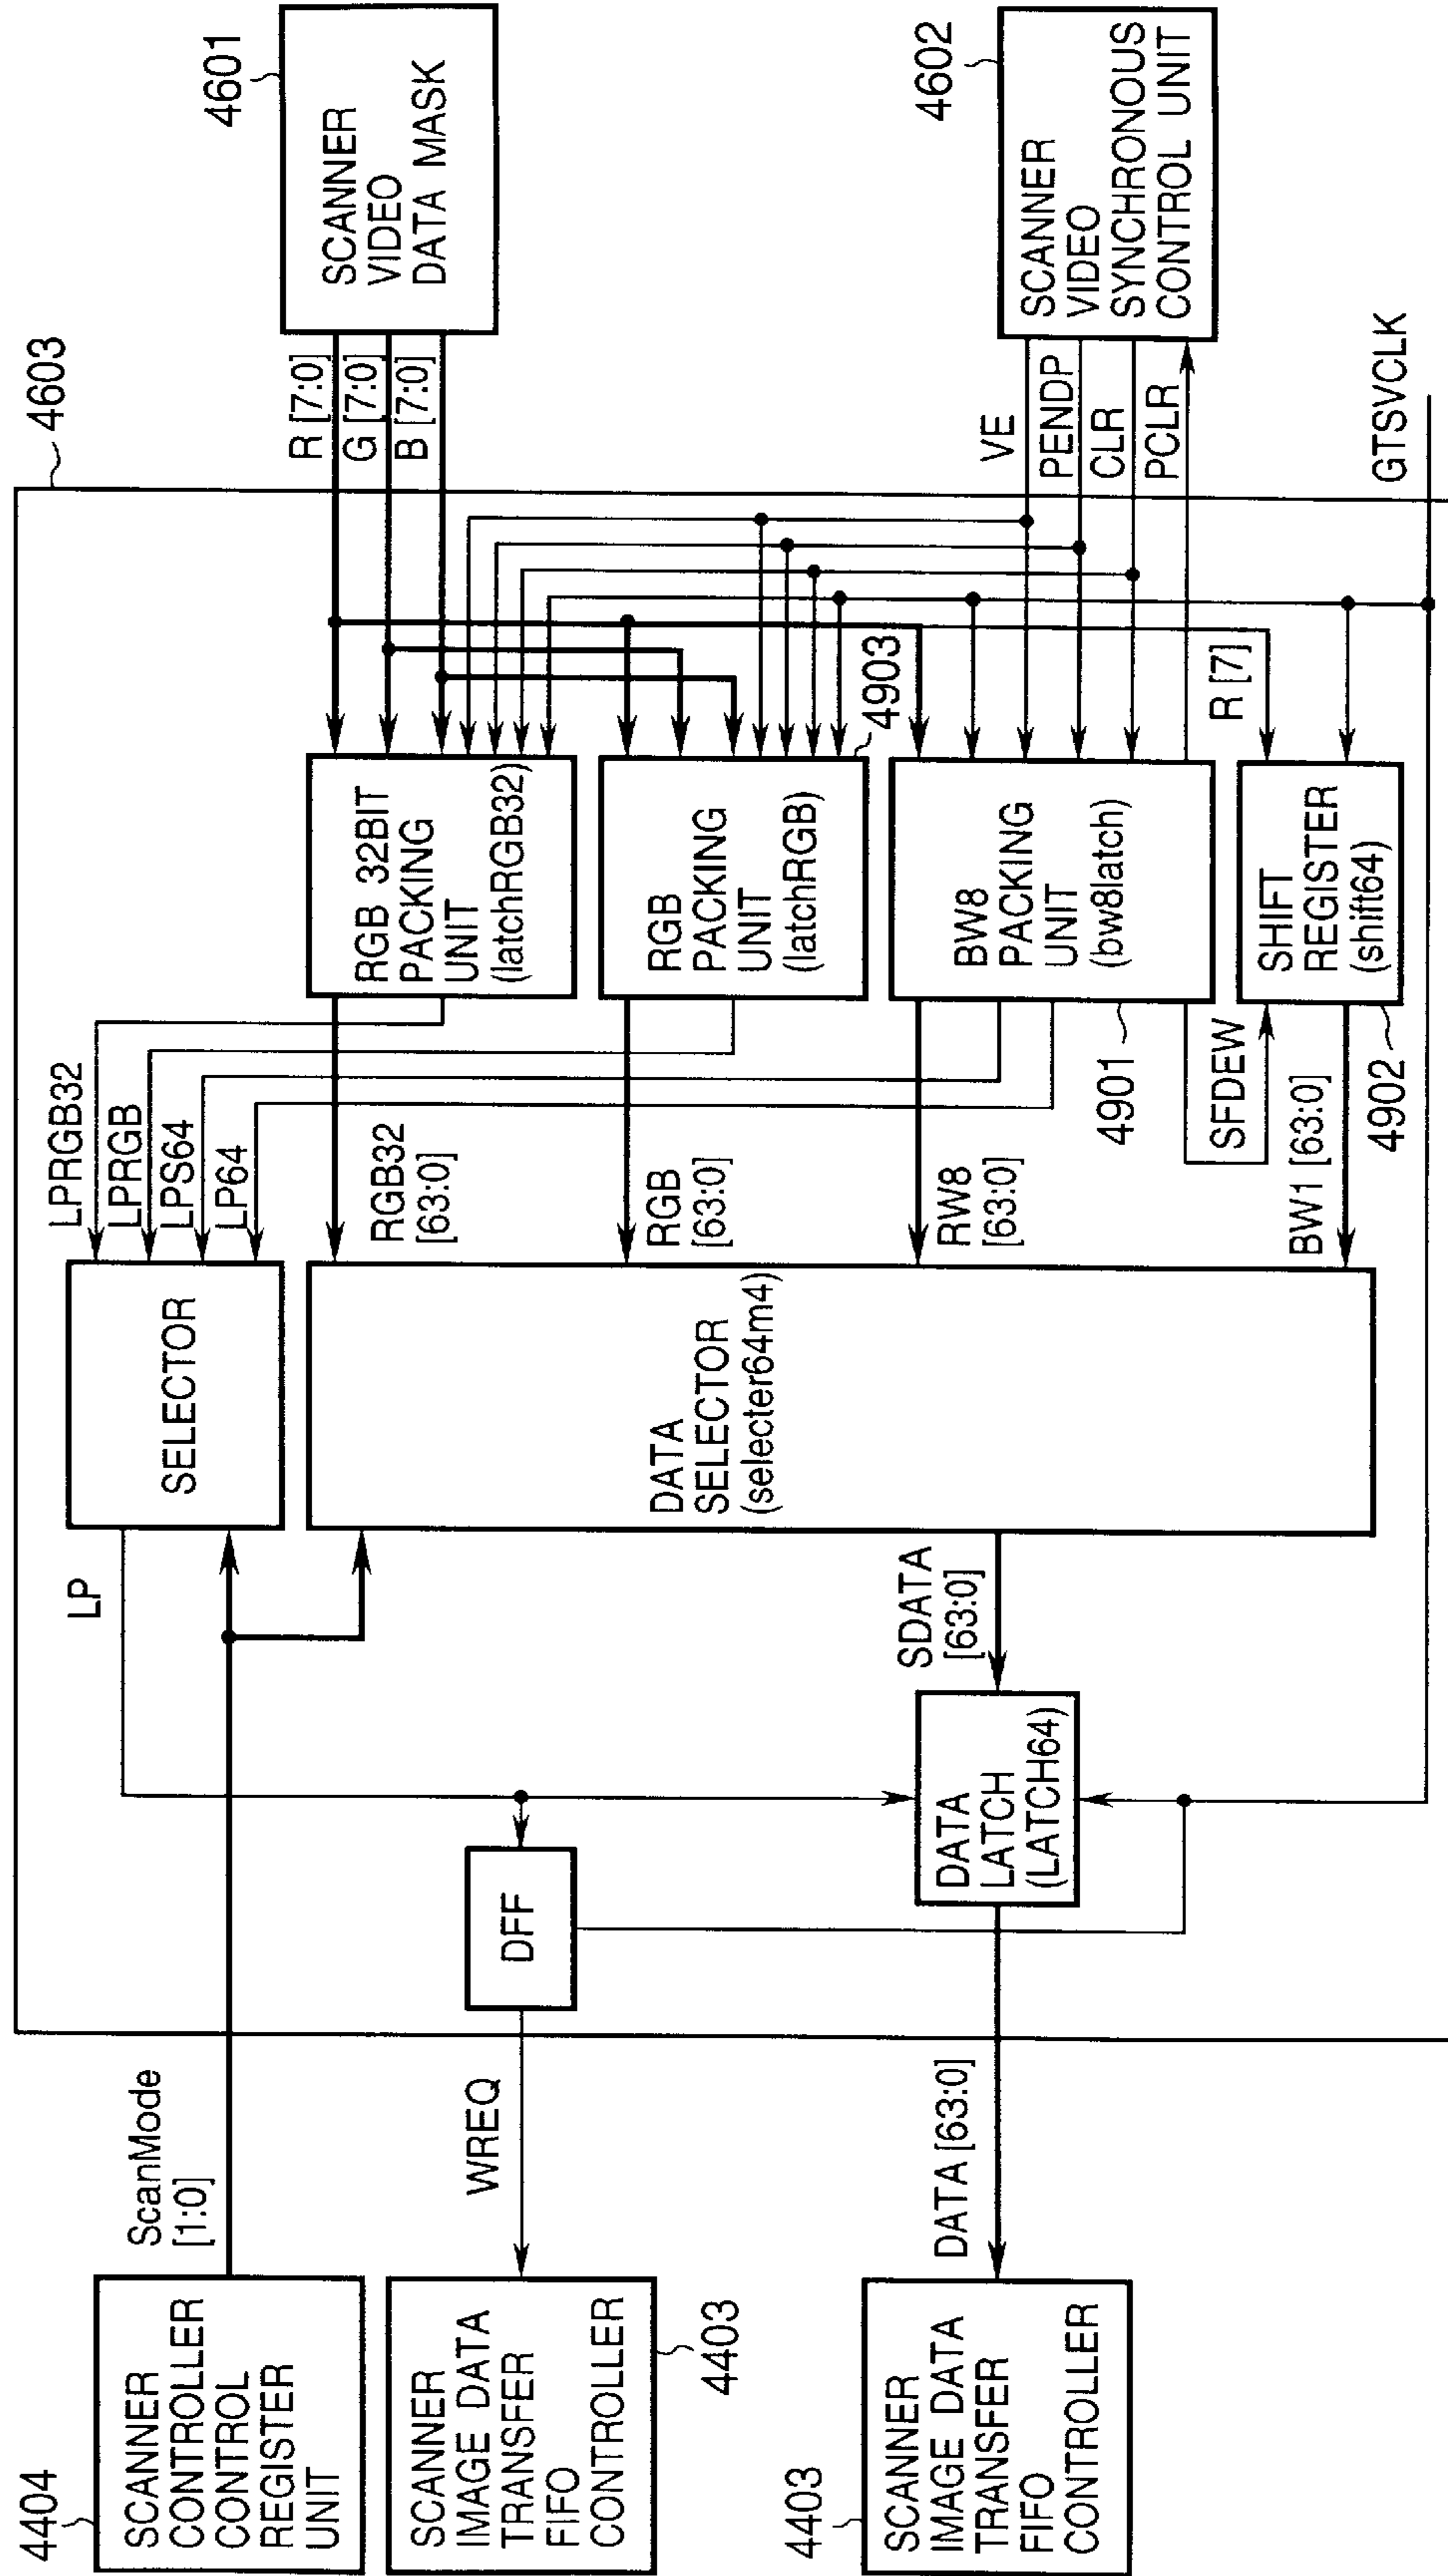 4404
SCANNER
CONTROLLER
CONTROL
REGISTER
UNIT
ScanMode
[1:0]
SCANNER
IMAGE DATA
TRANSFER
FIFO
CONTROLLER
4403
WREQ
4403
SCANNER
IMAGE DATA
TRANSFER
FIFO
CONTROLLER
DATA [63:0]
LP
DFF
DATA
LATCH
(LATCH64)
SDATA
[63:0]
SELECTOR
DATA
SELECTOR
(selecter64m4)
LPRGB32
LPRGB
LPS64
LP64
RGB32
[63:0]
RGB
[63:0]
RW8
[63:0]
BW1 [63:0]
RGB 32BIT
PACKING
UNIT
(latchRGB32)
RGB
PACKING
UNIT
(latchRGB)
4903
BW8
PACKING
UNIT
(bw8latch)
4901
SFDEW
SHIFT
REGISTER
(shift64)
4902
R [7]
4603
R [7:0]
G [7:0]
B [7:0]
VE
PENDP
CLR
PCLR
GTSVCLK
4601
SCANNER
VIDEO
DATA MASK
4602
SCANNER
VIDEO
SYNCHRONOUS
CONTROL UNIT